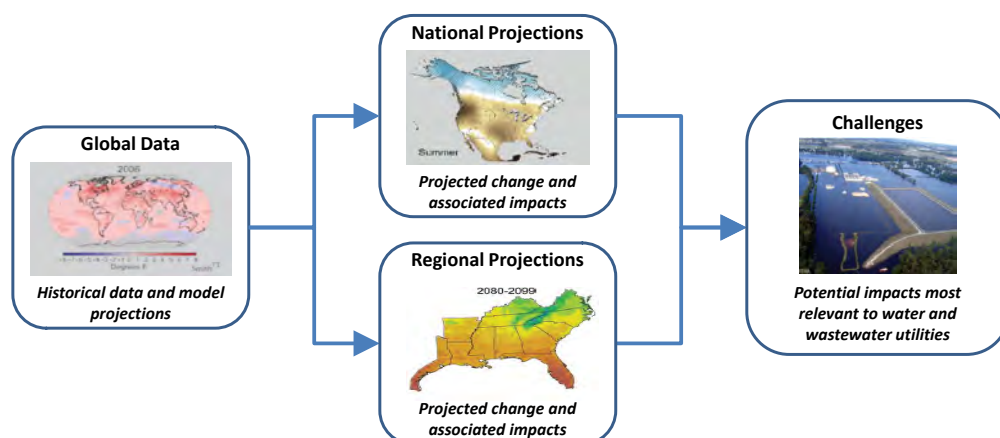 National Projections
Summer
Projected change and
associated impacts
Global Data
2006
Degrees F
Historical data and model
projections
Regional Projections
2080-2099
Projected change and
associated impacts
Challenges
Potential impacts most
relevant to water and
wastewater utilities